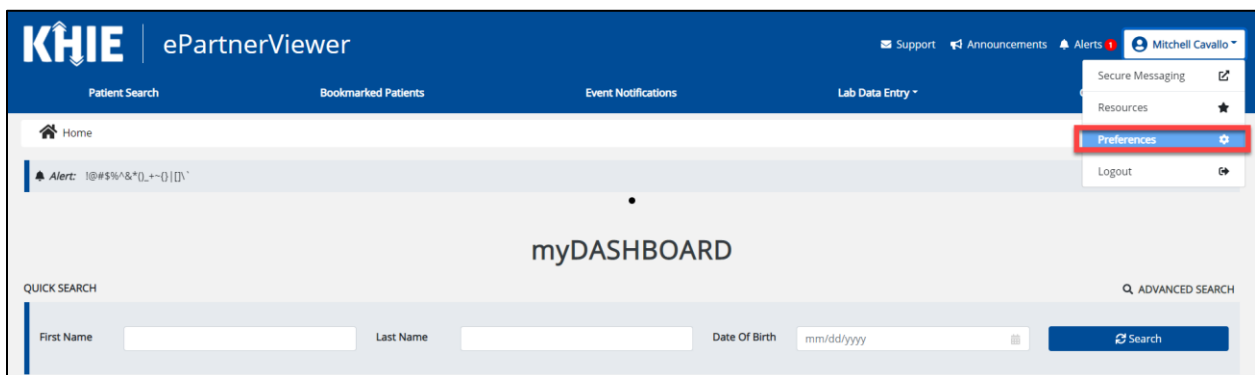 KHIE ePartnerViewer Support Announcements Alerts 1 Mitchell Cavallo
Secure Messaging
Patient Search Bookmarked Patients Event Notifications Lab Data Entry
Resources
Home
Preferences
Alert: !@#$%^&*()_+~{}|[]\`
Logout
myDASHBOARD
QUICK SEARCH ADVANCED SEARCH
First Name Last Name Date Of Birth mm/dd/yyyy Search